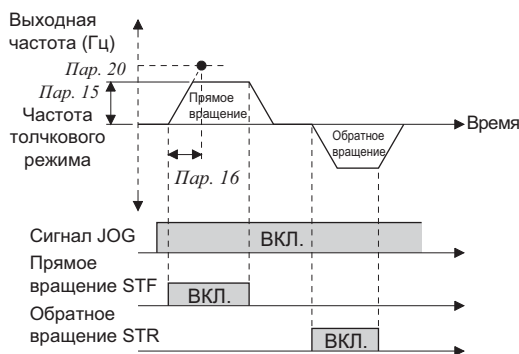 Выходная
частота (Гц)
Пар. 20
Пар. 15
Частота
толчкового
режима
Прямое
вращение
Обратное
вращение
Время
Пар. 16
Сигнал JOG
ВКЛ.
Прямое
вращение STF
ВКЛ.
Обратное
вращение STR
ВКЛ.